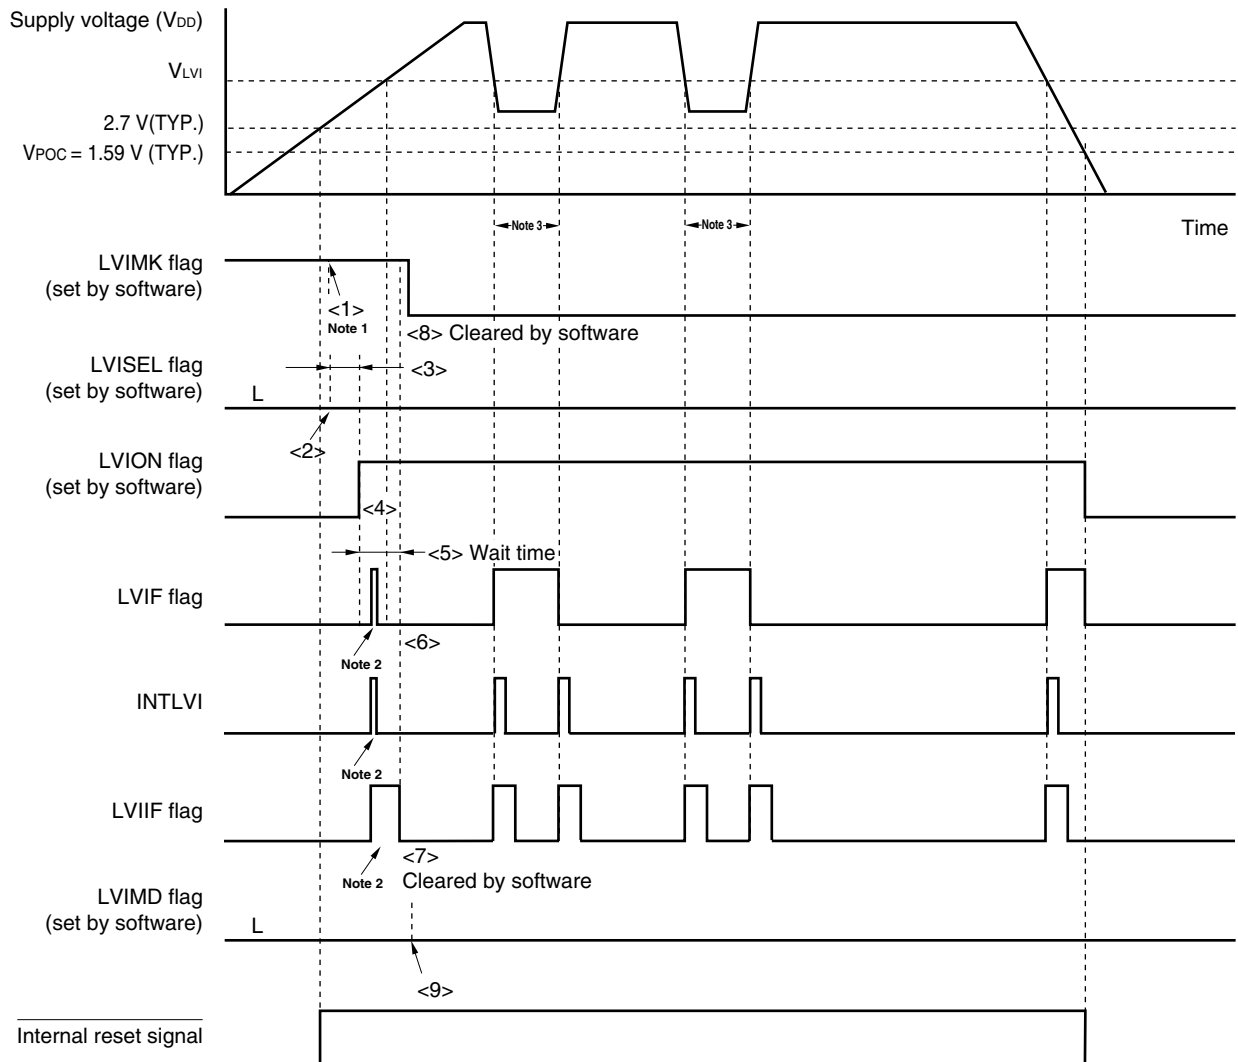 Supply voltage (VDD)
VLVI
2.7 V(TYP.)
VPOC = 1.59 V (TYP.)
Note 3
Note 3
Time
LVIMK flag
(set by software)
<1>
Note 1
<8> Cleared by software
LVISEL flag
(set by software)
<3>
L
<2>
LVION flag
(set by software)
<4>
<5> Wait time
LVIF flag
<6>
Note 2
INTLVI
Note 2
LVIIF flag
Note 2
<7>
Cleared by software
LVIMD flag
(set by software)
L
<9>
Internal reset signal